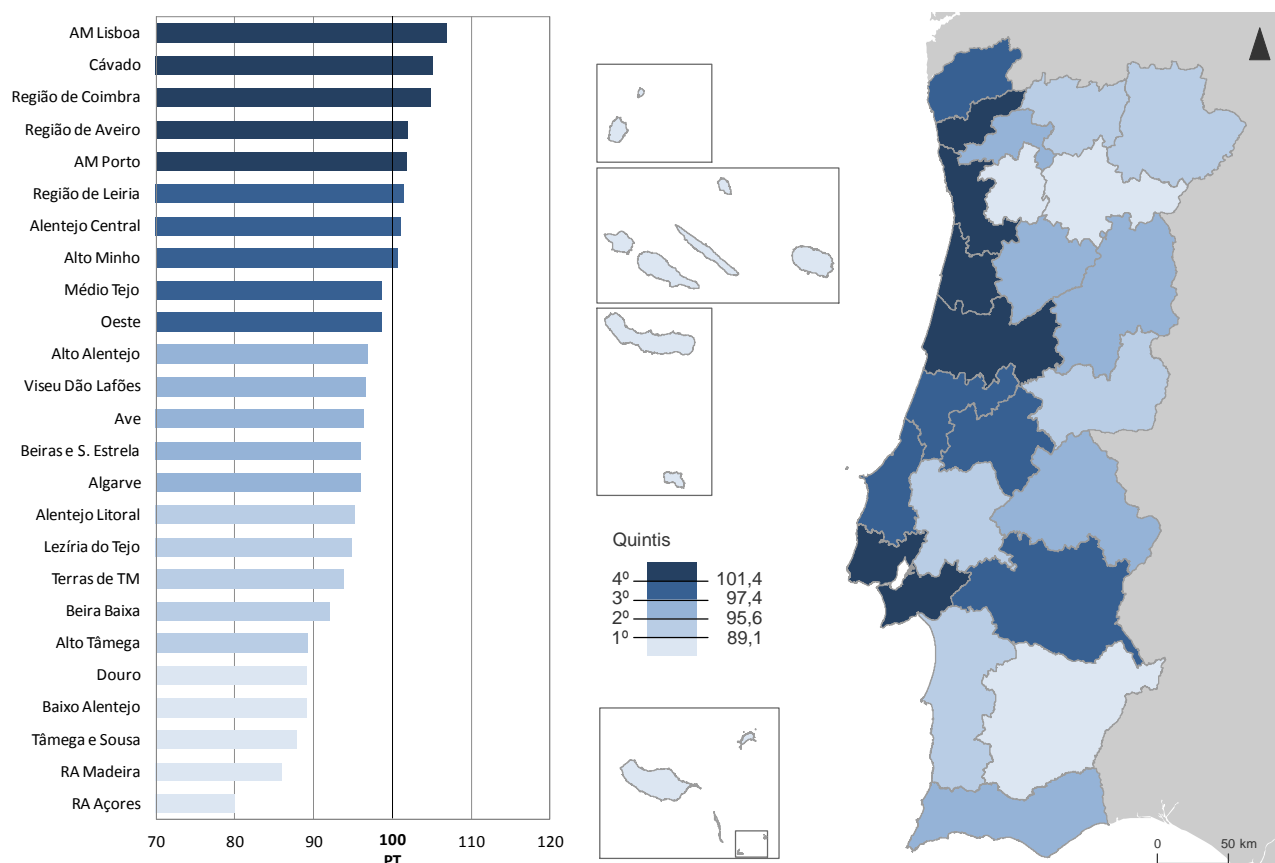 AM Lisboa
Cávado
Região de Coimbra
Região de Aveiro
AM Porto
Região de Leiria
Alentejo Central
Alto Minho
Médio Tejo
Oeste
Alto Alentejo
Viseu Dão Lafões
Ave
Beiras e S. Estrela
Algarve
Alentejo Litoral
Lezíria do Tejo
Terras de TM
Beira Baixa
Alto Tâmega
Douro
Baixo Alentejo
Tâmega e Sousa
RA Madeira
RA Açores
70 80 90 100 110 120
PT
Quintis
4º 101,4
3º 97,4
2º 95,6
1º 89,1
0 50 km